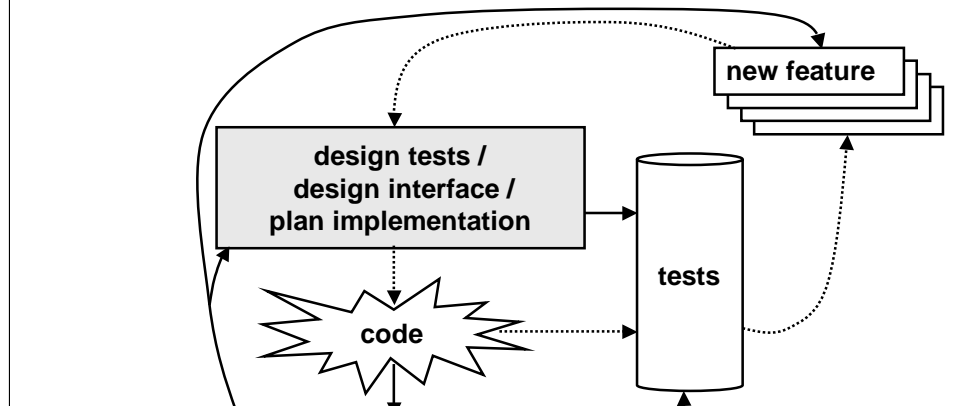 new feature
design tests /
design interface /
plan implementation
tests
code